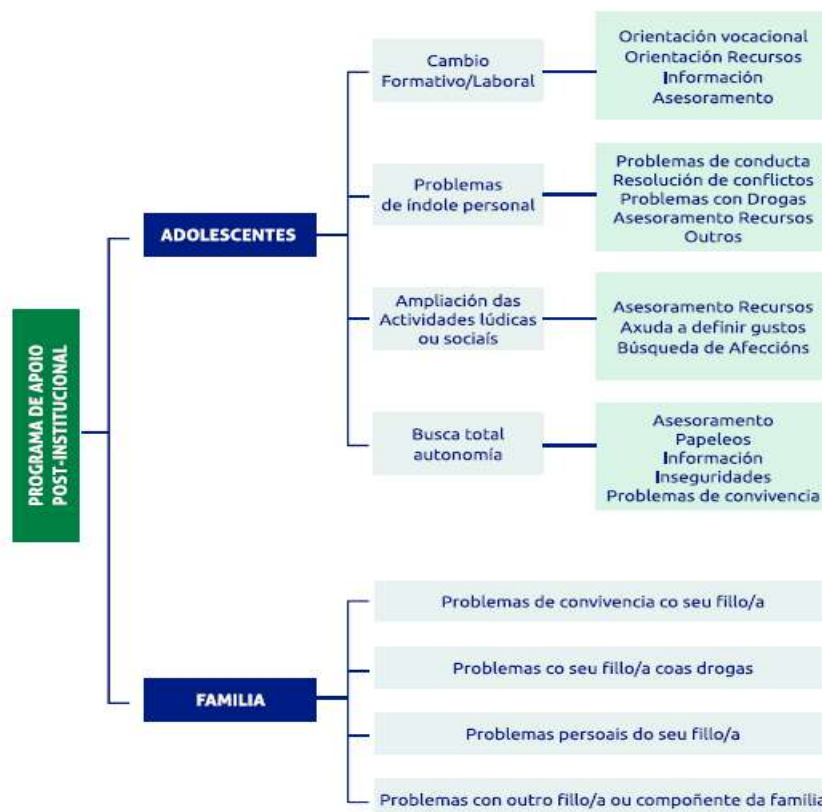 PROGRAMA DE APOIO
POST-INSTITUCIONAL
ADOLESCENTES
Cambio
Formativo/Laboral
Orientación vocacional
Orientación Recursos
Información
Asesoramento
Problemas
de índole personal
Problemas de conducta
Resolución de conflictos
Problemas con Drogas
Asesoramento Recursos
Outros
Ampliación das
Actividades lúdicas
ou sociaís
Asesoramento Recursos
Axuda a definir gustos
Búsqueda de Afeccións
Busca total
autonomía
Asesoramento
Papeleos
Información
Inseguridades
Problemas de convivencia
FAMILIA
Problemas de convivencia co seu fillo/a
Problemas co seu fillo/a coas drogas
Problemas persoais do seu fillo/a
Problemas con outro fillo/a ou compoñente da familia